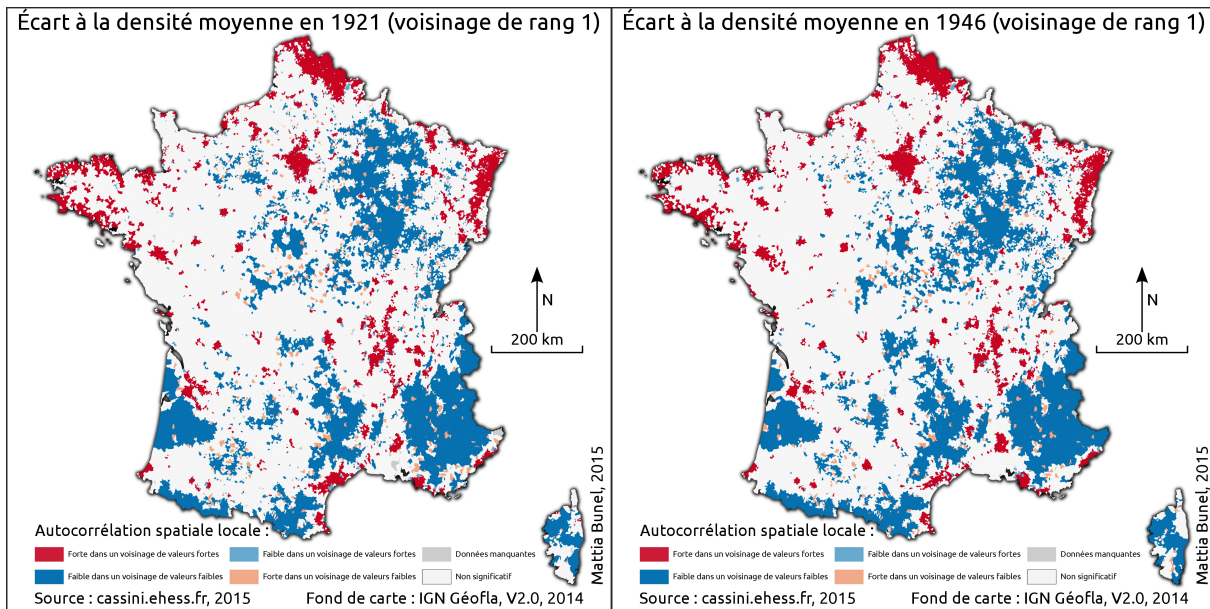 Écart à la densité moyenne en 1921 (voisinage de rang 1)
N
200 km
Mattia Bunel, 2015
Autocorrélation spatiale locale :
Forte dans un voisinage de valeurs fortes
Faible dans un voisinage de valeurs fortes
Données manquantes
Faible dans un voisinage de valeurs faibles
Forte dans un voisinage de valeurs faibles
Non significatif
Source : cassini.ehess.fr, 2015
Fond de carte : IGN Géofla, V2.0, 2014
Écart à la densité moyenne en 1946 (voisinage de rang 1)
N
200 km
Mattia Bunel, 2015
Autocorrélation spatiale locale :
Forte dans un voisinage de valeurs fortes
Faible dans un voisinage de valeurs fortes
Données manquantes
Faible dans un voisinage de valeurs faibles
Forte dans un voisinage de valeurs faibles
Non significatif
Source : cassini.ehess.fr, 2015
Fond de carte : IGN Géofla, V2.0, 2014